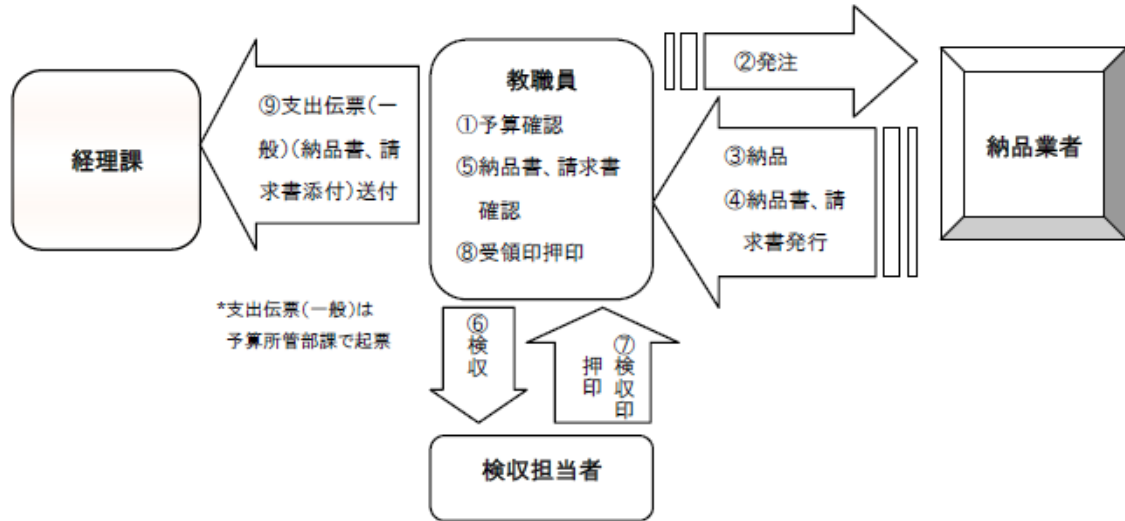 経理課
⑨支出伝票(一
般)(納品書、請
求書添付)送付
教職員
①予算確認
⑤納品書、請求書
確認
⑧受領印押印
②発注
③納品
④納品書、請
求書発行
納品業者
*支出伝票(一般)は
予算所管部課で起票
⑥検収
⑦検収印
押印
検収担当者